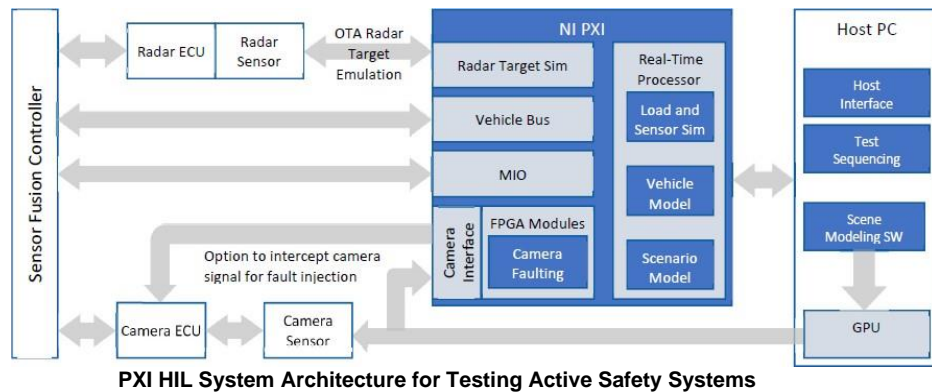 NI PXI
Host PC
Sensor Fusion Controller
Radar ECU
Radar
Sensor
OTA Radar
Target
Emulation
Radar Target Sim
Vehicle Bus
MIO
Camera
Interface
FPGA Modules
Camera
Faulting
Real-Time
Processor
Load and
Sensor Sim
Vehicle
Model
Scenario
Model
Host
Interface
Test
Sequencing
Scene
Modeling SW
GPU
Option to intercept camera
signal for fault injection
Camera ECU
Camera
Sensor
PXI HIL System Architecture for Testing Active Safety Systems